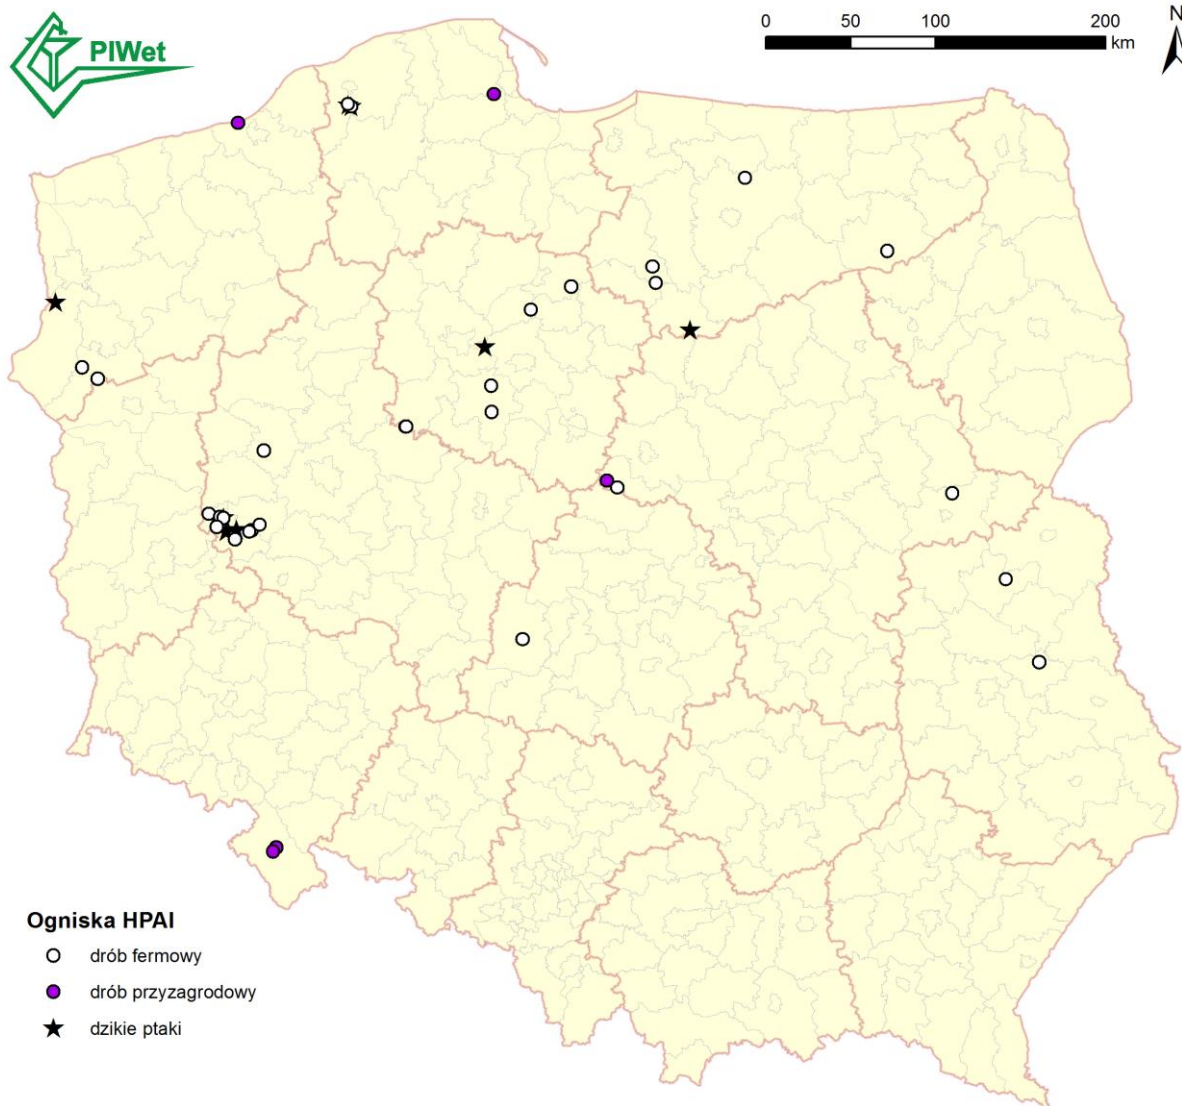 PIWet
0 50 100 200
km
N
Ogniska HPAI
drób fermowy
drób przyzagrodowy
dzikie ptaki